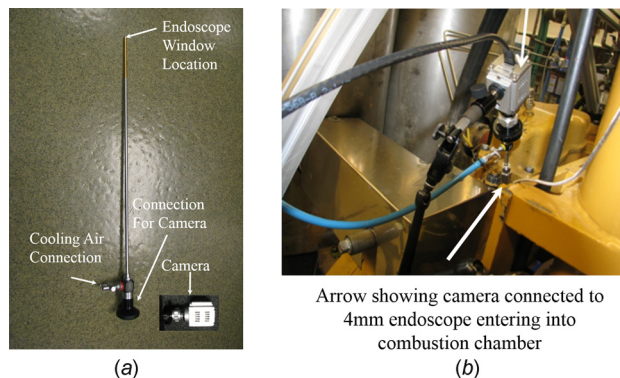 Endoscope
Window
Location
Connection
For Camera
Cooling Air
Connection
Camera
Arrow showing camera connected to
4mm endoscope entering into
combustion chamber
(a)
(b)